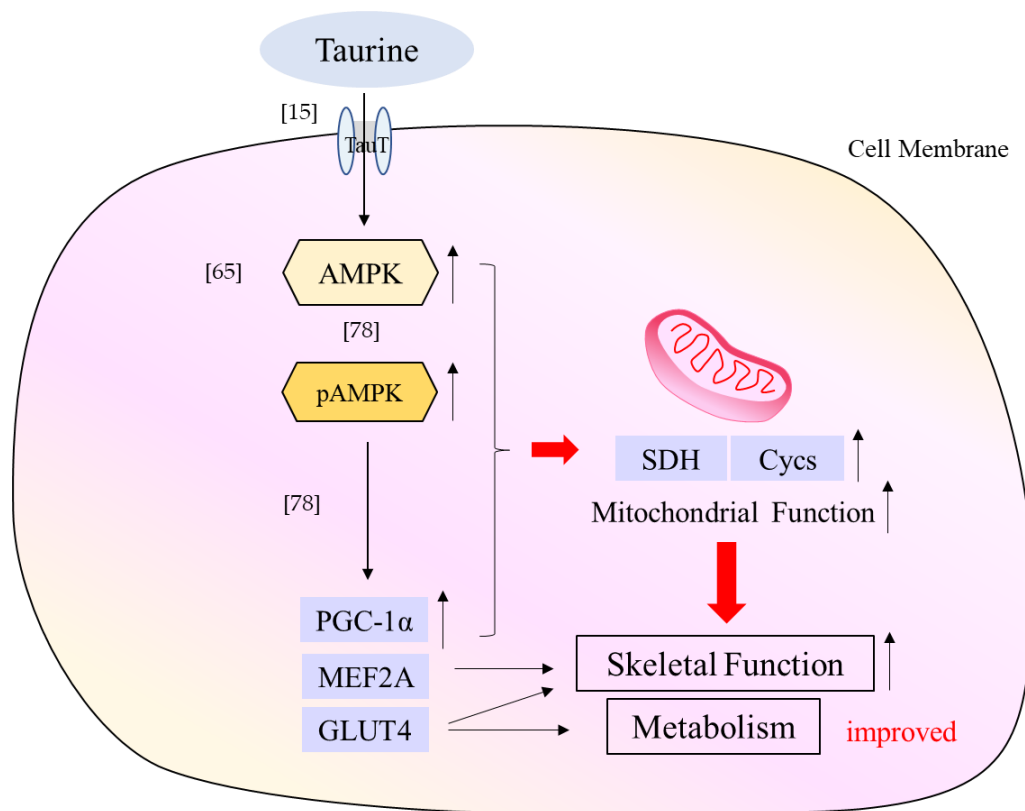 Taurine
[15]
TauT
Cell Membrane
[65]
AMPK
[78]
pAMPK
SDH
Cycs
Mitochondrial Function
[78]
PGC-1α
MEF2A
GLUT4
Skeletal Function
Metabolism
improved